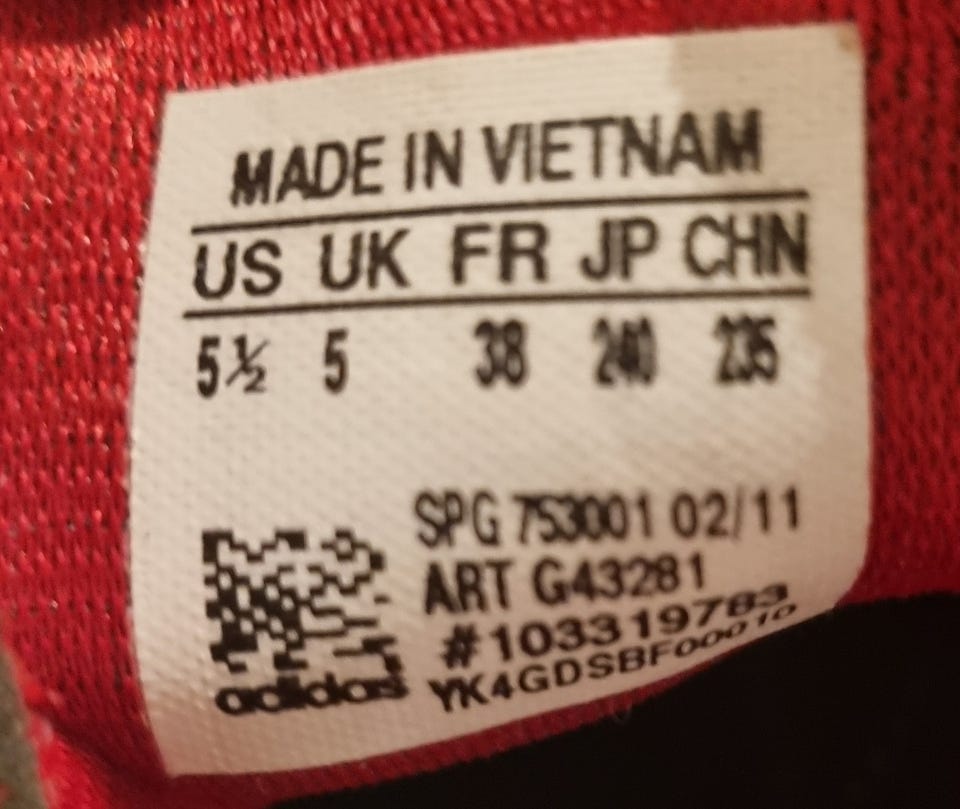 MADE IN VIETNAM
US UK FR JP CHN
5½ 5 38 240 235
SPG 753001 02/11
ART G43281
#103319783
YK4GDSBF00010
adidas